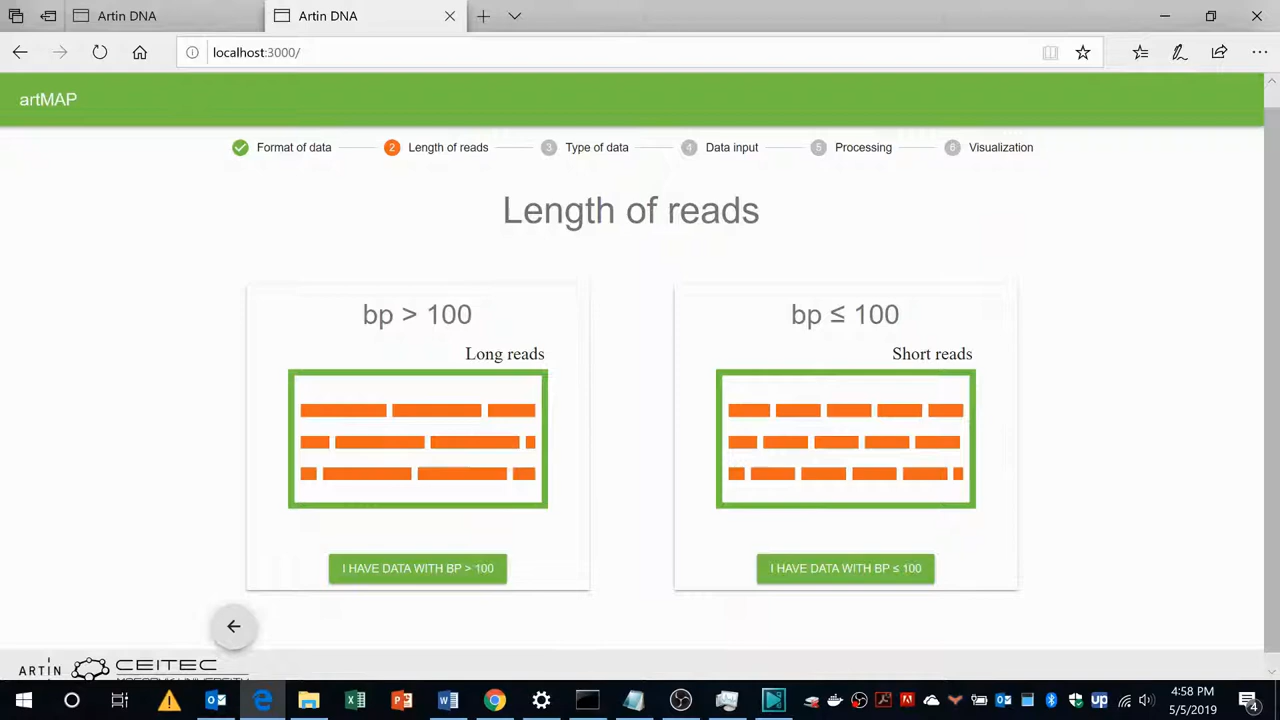 Artin DNA
Artin DNA
localhost:3000/
artMAP
Format of data
2 Length of reads
3 Type of data
4 Data input
5 Processing
6 Visualization
Length of reads
bp > 100
Long reads
I HAVE DATA WITH BP > 100
bp ≤ 100
Short reads
I HAVE DATA WITH BP ≤ 100
ARTIN
CEITEC
4:58 PM
5/5/2019
4